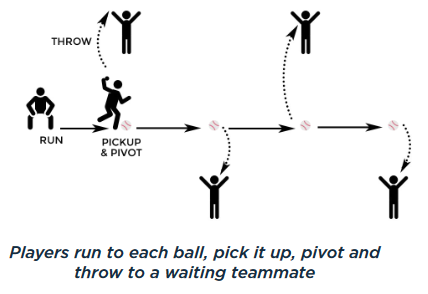 THROW
RUN
PICKUP
& PIVOT
Players run to each ball, pick it up, pivot and
throw to a waiting teammate